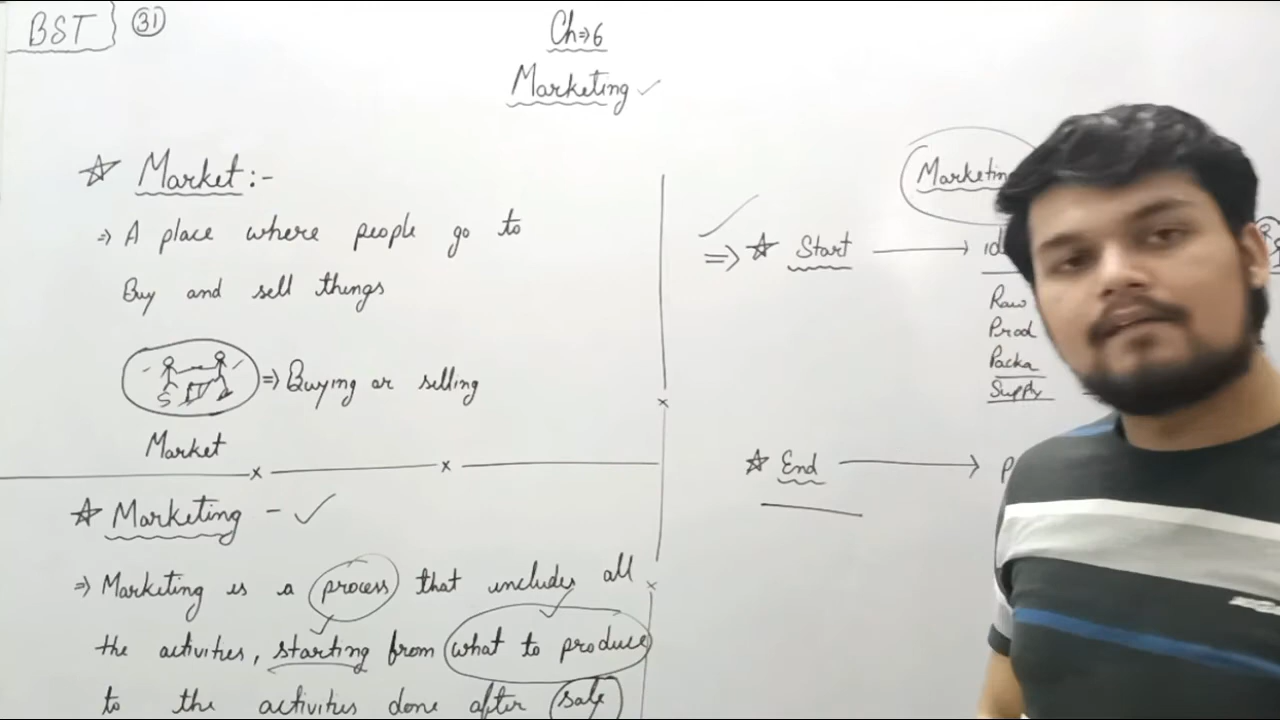 BST 31
Ch⇒6
Marketing
Market:-
⇒ A place where people go to
Buy and sell things
⇒ Buying or selling
Market
Marketing -
⇒ Marketing is a process that includes all
the activities, starting from what to produce
to the activities done after sale
Marketin
⇒ Start → id
Raw
Prod
Packa
Supply
End → P